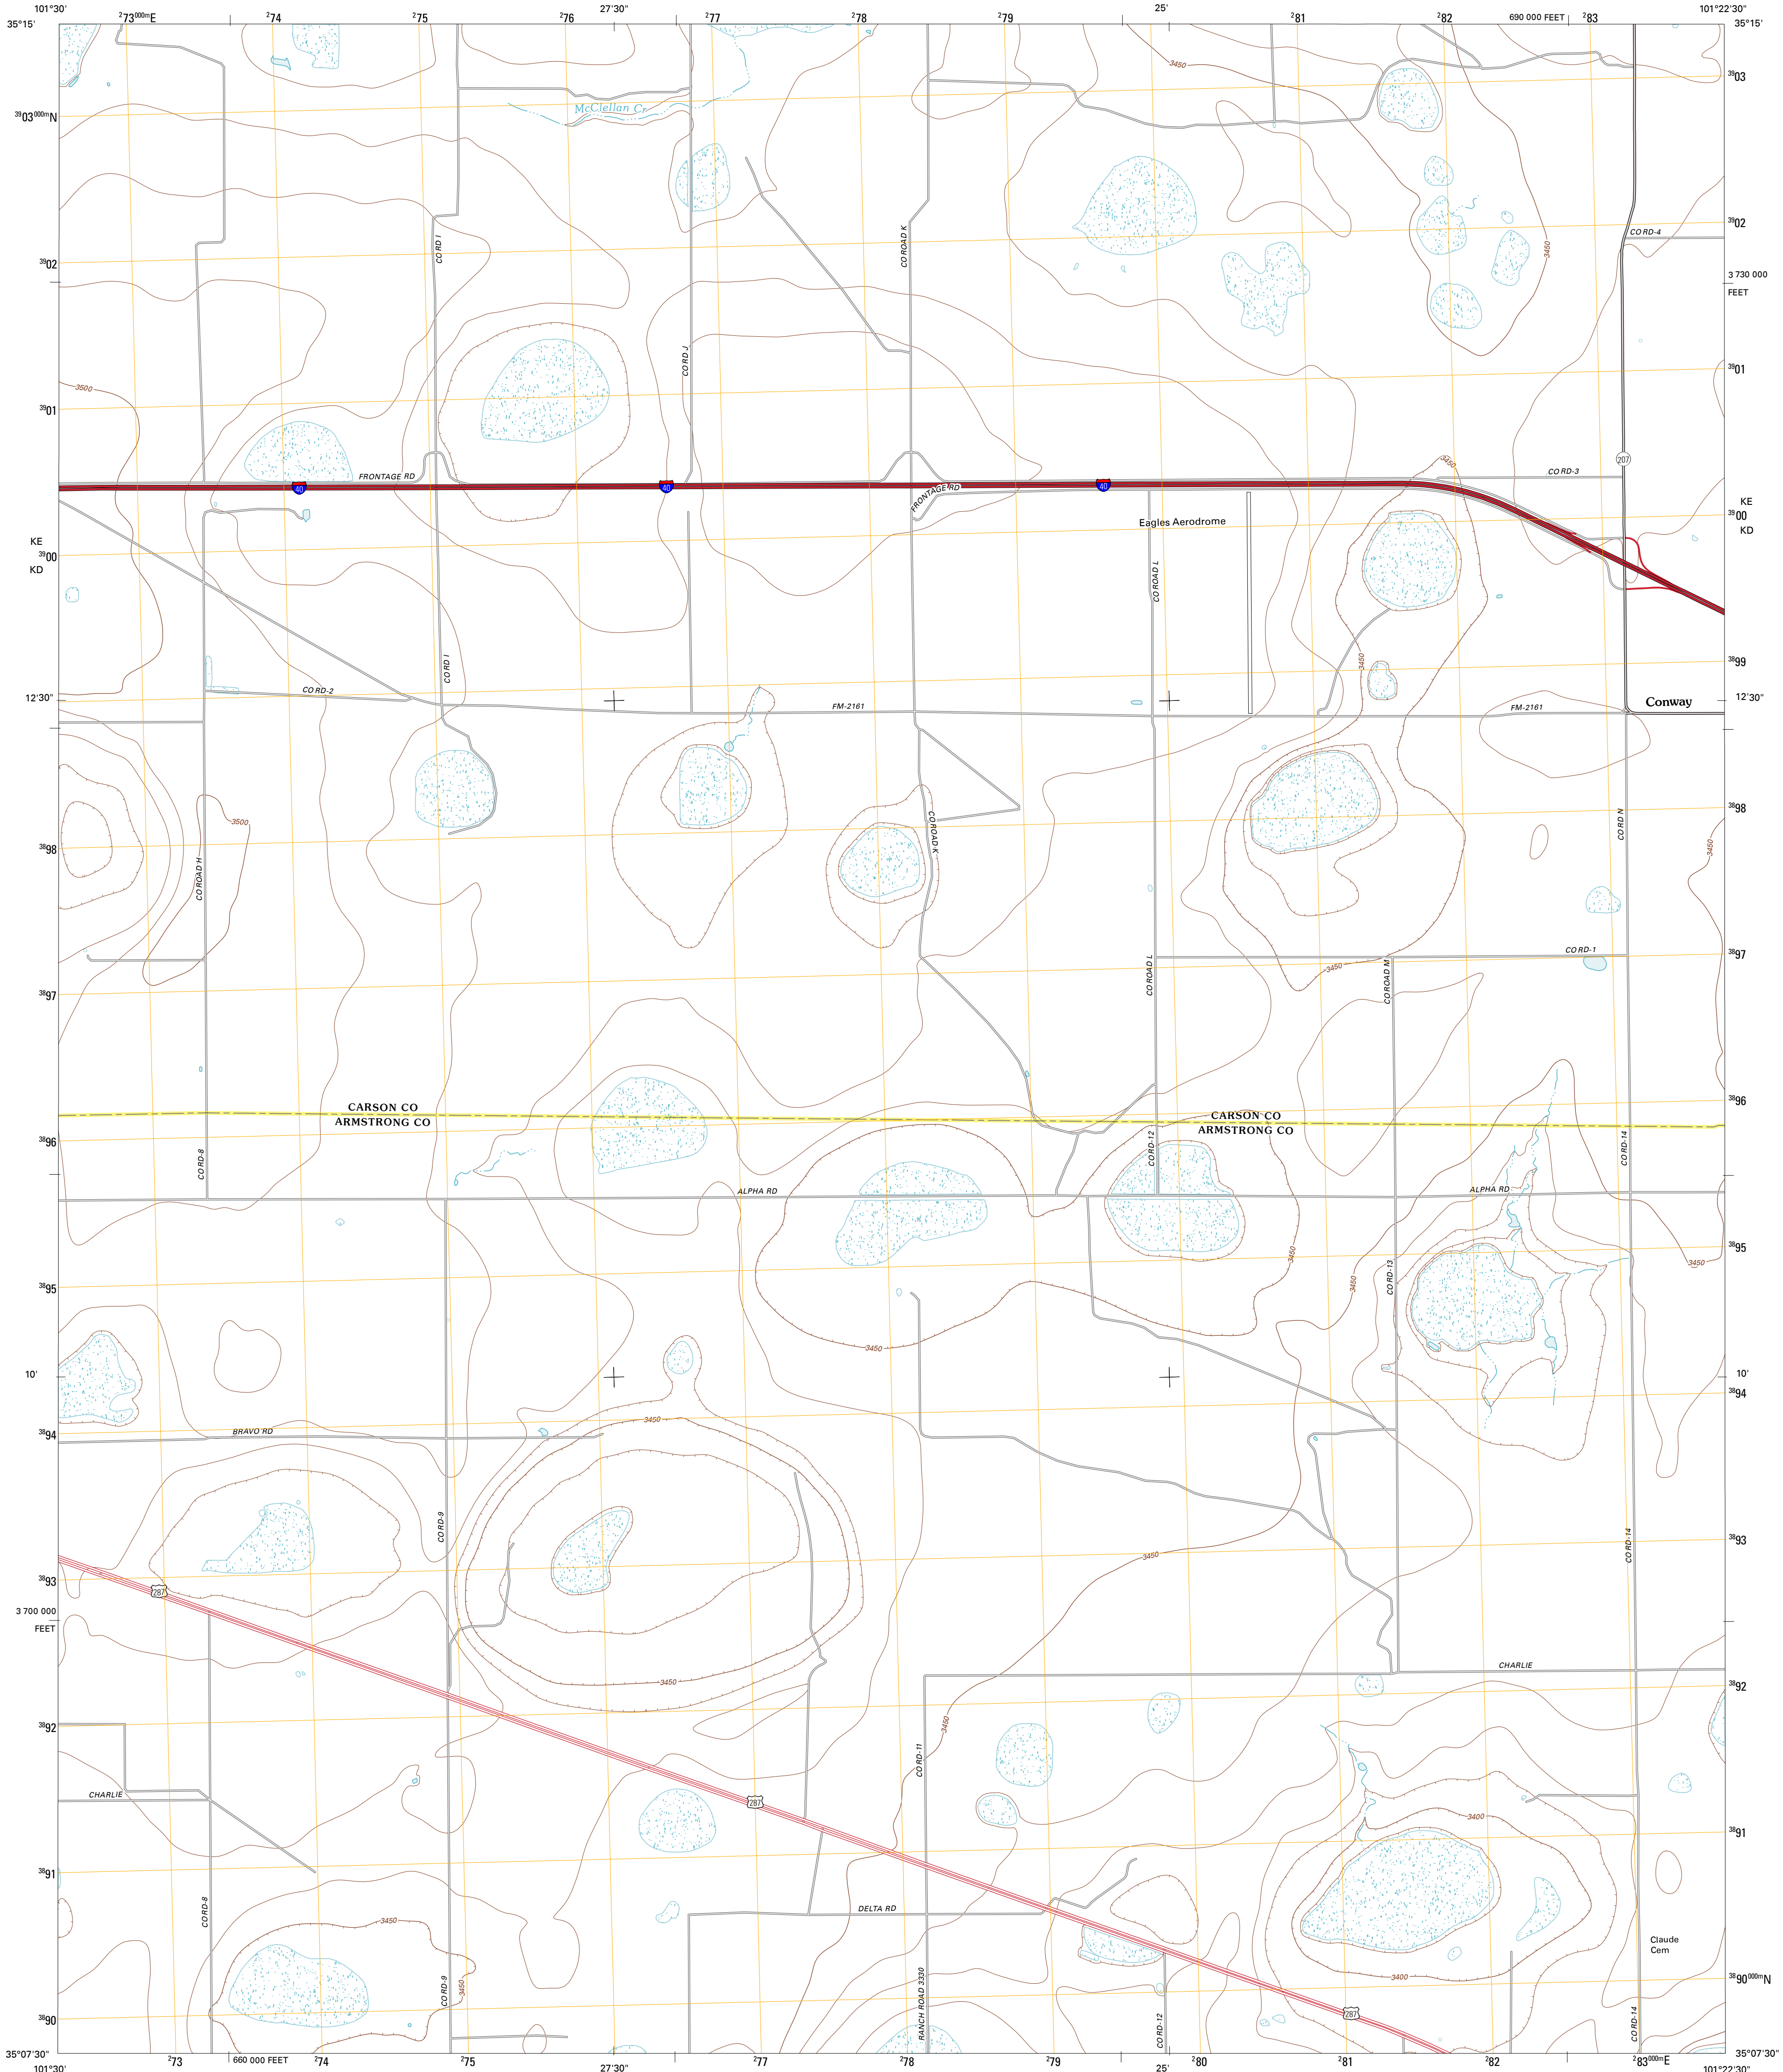 101°30' 273000mE 274 275 276 27'30" 277 278 279 25' 281 282 690 000 FEET 283 101°22'30"
35°15' 35°15'
3450
3903
McClellan Cr
3903000mN
3902
CO RD-4
CO RD I
CO ROAD K
3450
3902
3 730 000
FEET
CO RD J
3901
3500
3901
3450
207
FRONTAGE RD
CO RD-3
40 40 40
FRONTAGE RD
KE
3900
KD
Eagles Aerodrome
KE
3900
KD
CO ROAD L
CO RD I
3450
3899
CO RD-2
12'30" 12'30"
FM-2161 FM-2161
Conway
3500
3898
CO RD N
CO ROAD K
3450
3898
CO ROAD H
CO RD-1
3897
3450
CO ROAD L
CO ROAD M
3897
CARSON CO
ARMSTRONG CO
CARSON CO
ARMSTRONG CO
3896
3896
CO RD-8
CO RD-12
CO RD-14
ALPHA RD ALPHA RD
3450
3895
3450
3450
CO RD-13
3895
3450
10' 10'
3894
3450
BRAVO RD
3894
CO RD-9
CO RD-14
3893
3450
3893
287
3 700 000
FEET
CHARLIE
3450
3892
3450
3892
CO RD-11
CHARLIE
287
3400
3891
3891
CO RD-8
DELTA RD
3450
Claude
Cem
3400
3890000mN
CO RD-9
3450
RANCH ROAD 3330
287
CO RD-12
CO RD-14
3890
35°07'30" 35°07'30"
101°30' 273 660 000 FEET 274 275 27'30" 277 278 279 25' 280 281 282 283000mE 101°22'30"